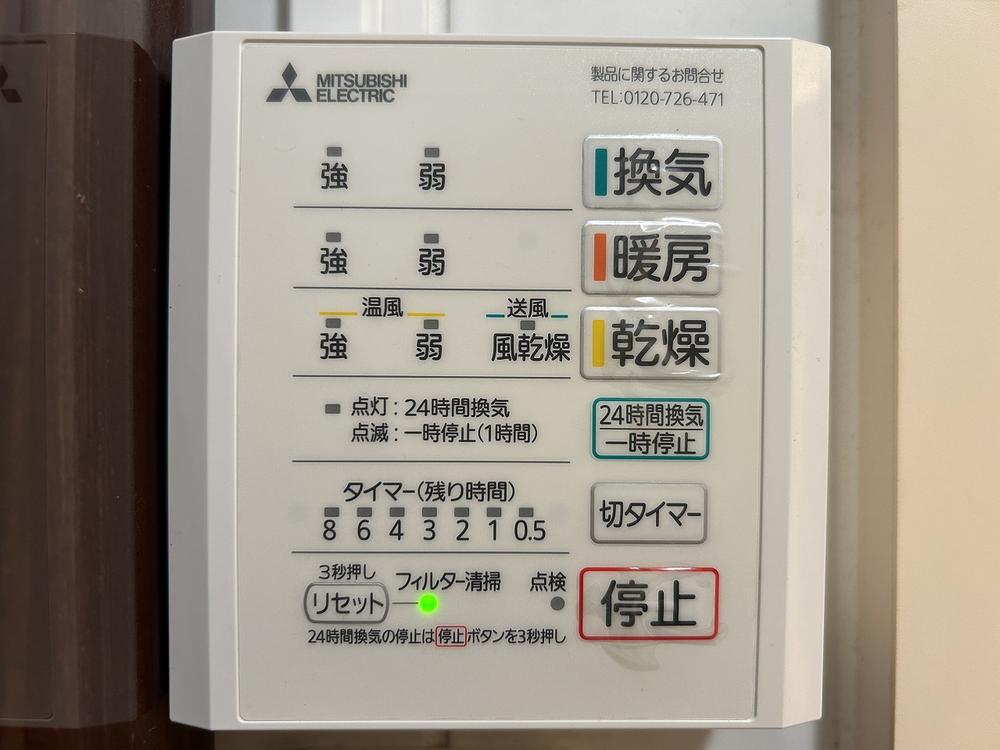 MITSUBISHI
ELECTRIC
製品に関するお問合せ
TEL:0120-726-471
強 弱 換気
強 弱 暖房
温風 送風
強 弱 風乾燥 乾燥
点灯:24時間換気
点滅:一時停止(1時間)
24時間換気
一時停止
タイマー(残り時間)
8 6 4 3 2 1 0.5
切タイマー
3秒押し
リセット フィルター清掃 点検
停止
24時間換気の停止は停止ボタンを3秒押し